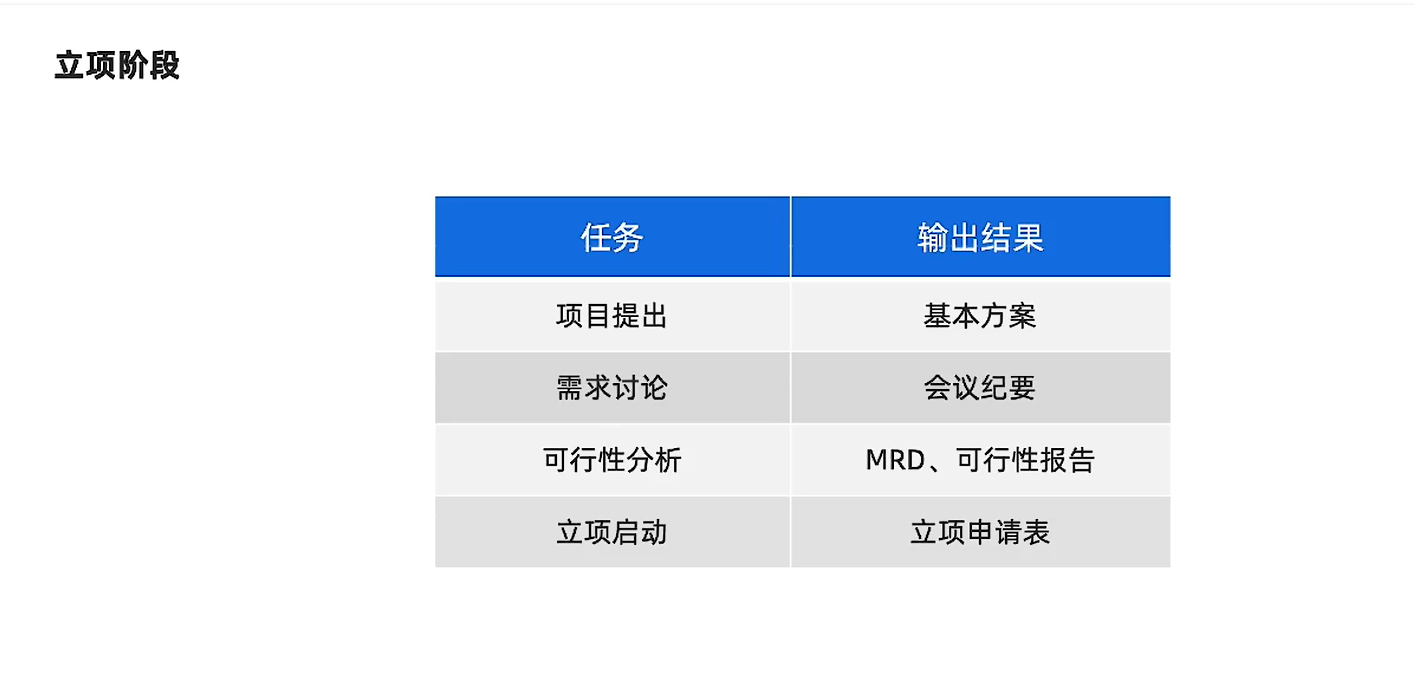 立项阶段
任务 输出结果
项目提出 基本方案
需求讨论 会议纪要
可行性分析 MRD、可行性报告
立项启动 立项申请表